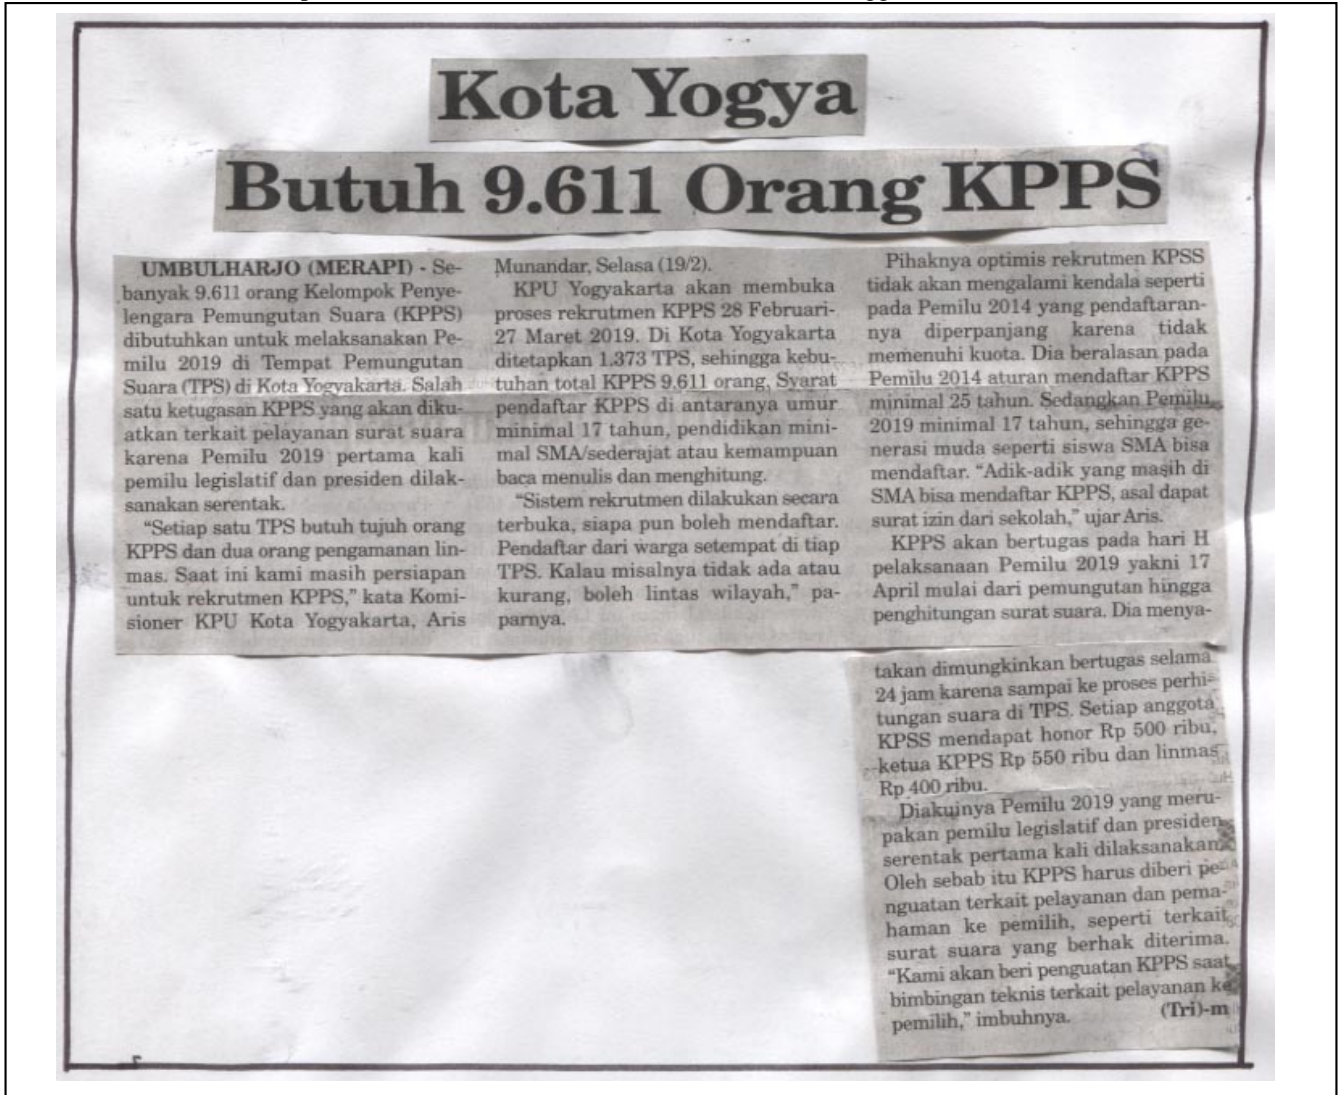 Kota Yogya
Butuh 9.611 Orang KPPS
UMBULHARJO (MERAPI) - Se-
banyak 9.611 orang Kelompok Penye-
lengara Pemungutan Suara (KPPS)
dibutuhkan untuk melaksanakan Pe-
milu 2019 di Tempat Pemungutan
Suara (TPS) di Kota Yogyakarta. Salah
satu ketugasan KPPS yang akan diku-
atkan terkait pelayanan surat suara
karena Pemilu 2019 pertama kali
pemilu legislatif dan presiden dilak-
sanakan serentak.
"Setiap satu TPS butuh tujuh orang
KPPS dan dua orang pengamanan lin-
mas. Saat ini kami masih persiapan
untuk rekrutmen KPPS," kata Komi-
sioner KPU Kota Yogyakarta, Aris
Munandar, Selasa (19/2).
KPU Yogyakarta akan membuka
proses rekrutmen KPPS 28 Februari-
27 Maret 2019. Di Kota Yogyakarta
ditetapkan 1.373 TPS, sehingga kebu-
tuhan total KPPS 9.611 orang, Syarat
pendaftar KPPS di antaranya umur
minimal 17 tahun, pendidikan mini-
mal SMA/sederajat atau kemampuan
baca menulis dan menghitung.
"Sistem rekrutmen dilakukan secara
terbuka, siapa pun boleh mendaftar.
Pendaftar dari warga setempat di tiap
TPS. Kalau misalnya tidak ada atau
kurang, boleh lintas wilayah," pa-
parnya.
Pihaknya optimis rekrutmen KPSS
tidak akan mengalami kendala seperti
pada Pemilu 2014 yang pendaftaran-
nya diperpanjang karena tidak
memenuhi kuota. Dia beralasan pada
Pemilu 2014 aturan mendaftar KPPS
minimal 25 tahun. Sedangkan Pemilu
2019 minimal 17 tahun, sehingga ge-
nerasi muda seperti siswa SMA bisa
mendaftar. "Adik-adik yang masih di
SMA bisa mendaftar KPPS, asal dapat
surat izin dari sekolah," ujar Aris.
KPPS akan bertugas pada hari H
pelaksanaan Pemilu 2019 yakni 17
April mulai dari pemungutan hingga
penghitungan surat suara. Dia menya-
takan dimungkinkan bertugas selama
24 jam karena sampai ke proses perhi-
tungan suara di TPS. Setiap anggota
KPSS mendapat honor Rp 500 ribu,
ketua KPPS Rp 550 ribu dan linmas
Rp 400 ribu.
Diakuinya Pemilu 2019 yang meru-
pakan pemilu legislatif dan presiden
serentak pertama kali dilaksanakan.
Oleh sebab itu KPPS harus diberi pe-
nguatan terkait pelayanan dan pema-
haman ke pemilih, seperti terkait
surat suara yang berhak diterima.
"Kami akan beri penguatan KPPS saat
bimbingan teknis terkait pelayanan ke
pemilih," imbuhnya. (Tri)-m